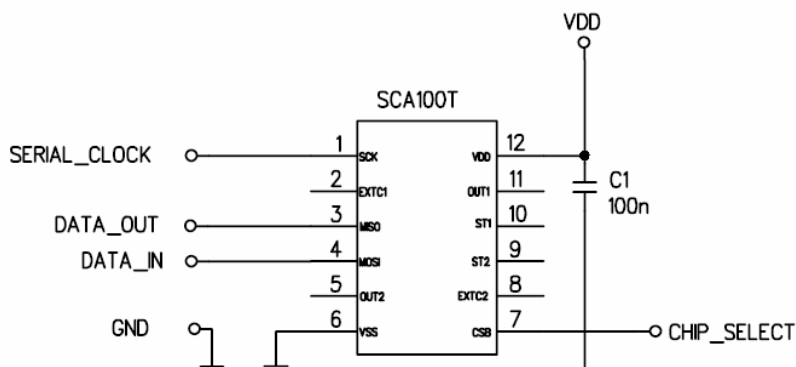 VDD
SCA100T
SERIAL_CLOCK 1 SCK VDD 12
2 EXTC1 OUT1 11 C1
DATA_OUT 3 MISO ST1 10 100n
DATA_IN 4 MOSI ST2 9
5 OUT2 EXTC2 8
GND 6 VSS CSB 7 CHIP_SELECT